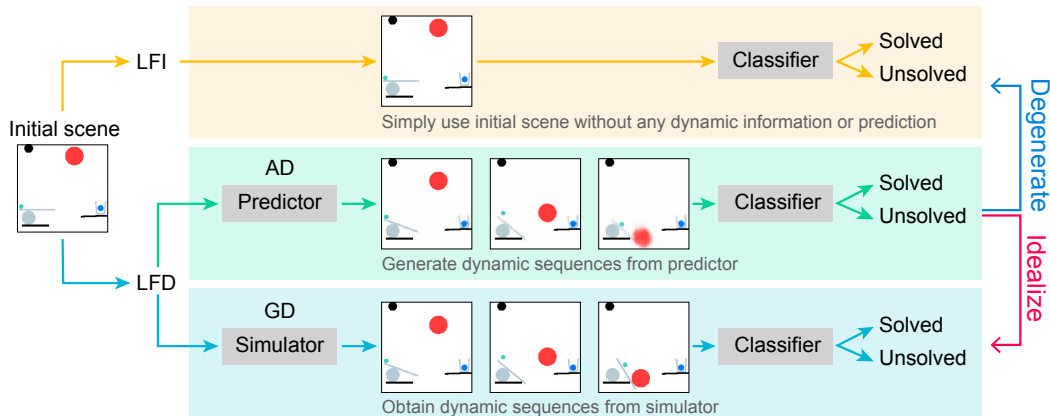 Initial scene
LFI
Classifier
Solved
Unsolved
Simply use initial scene without any dynamic information or prediction
LFD
AD
Predictor
Classifier
Solved
Unsolved
Generate dynamic sequences from predictor
GD
Simulator
Classifier
Solved
Unsolved
Obtain dynamic sequences from simulator
Degenerate
Idealize